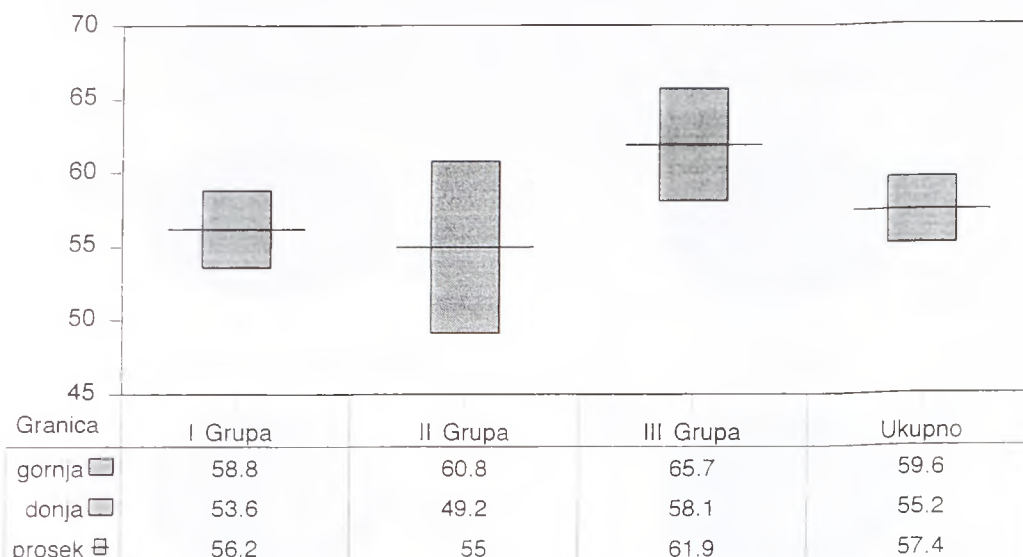 70
65
60
55
50
45
Granica I Grupa II Grupa III Grupa Ukupno
gornja 58.8 60.8 65.7 59.6
donja 53.6 49.2 58.1 55.2
prosek 56.2 55 61.9 57.4